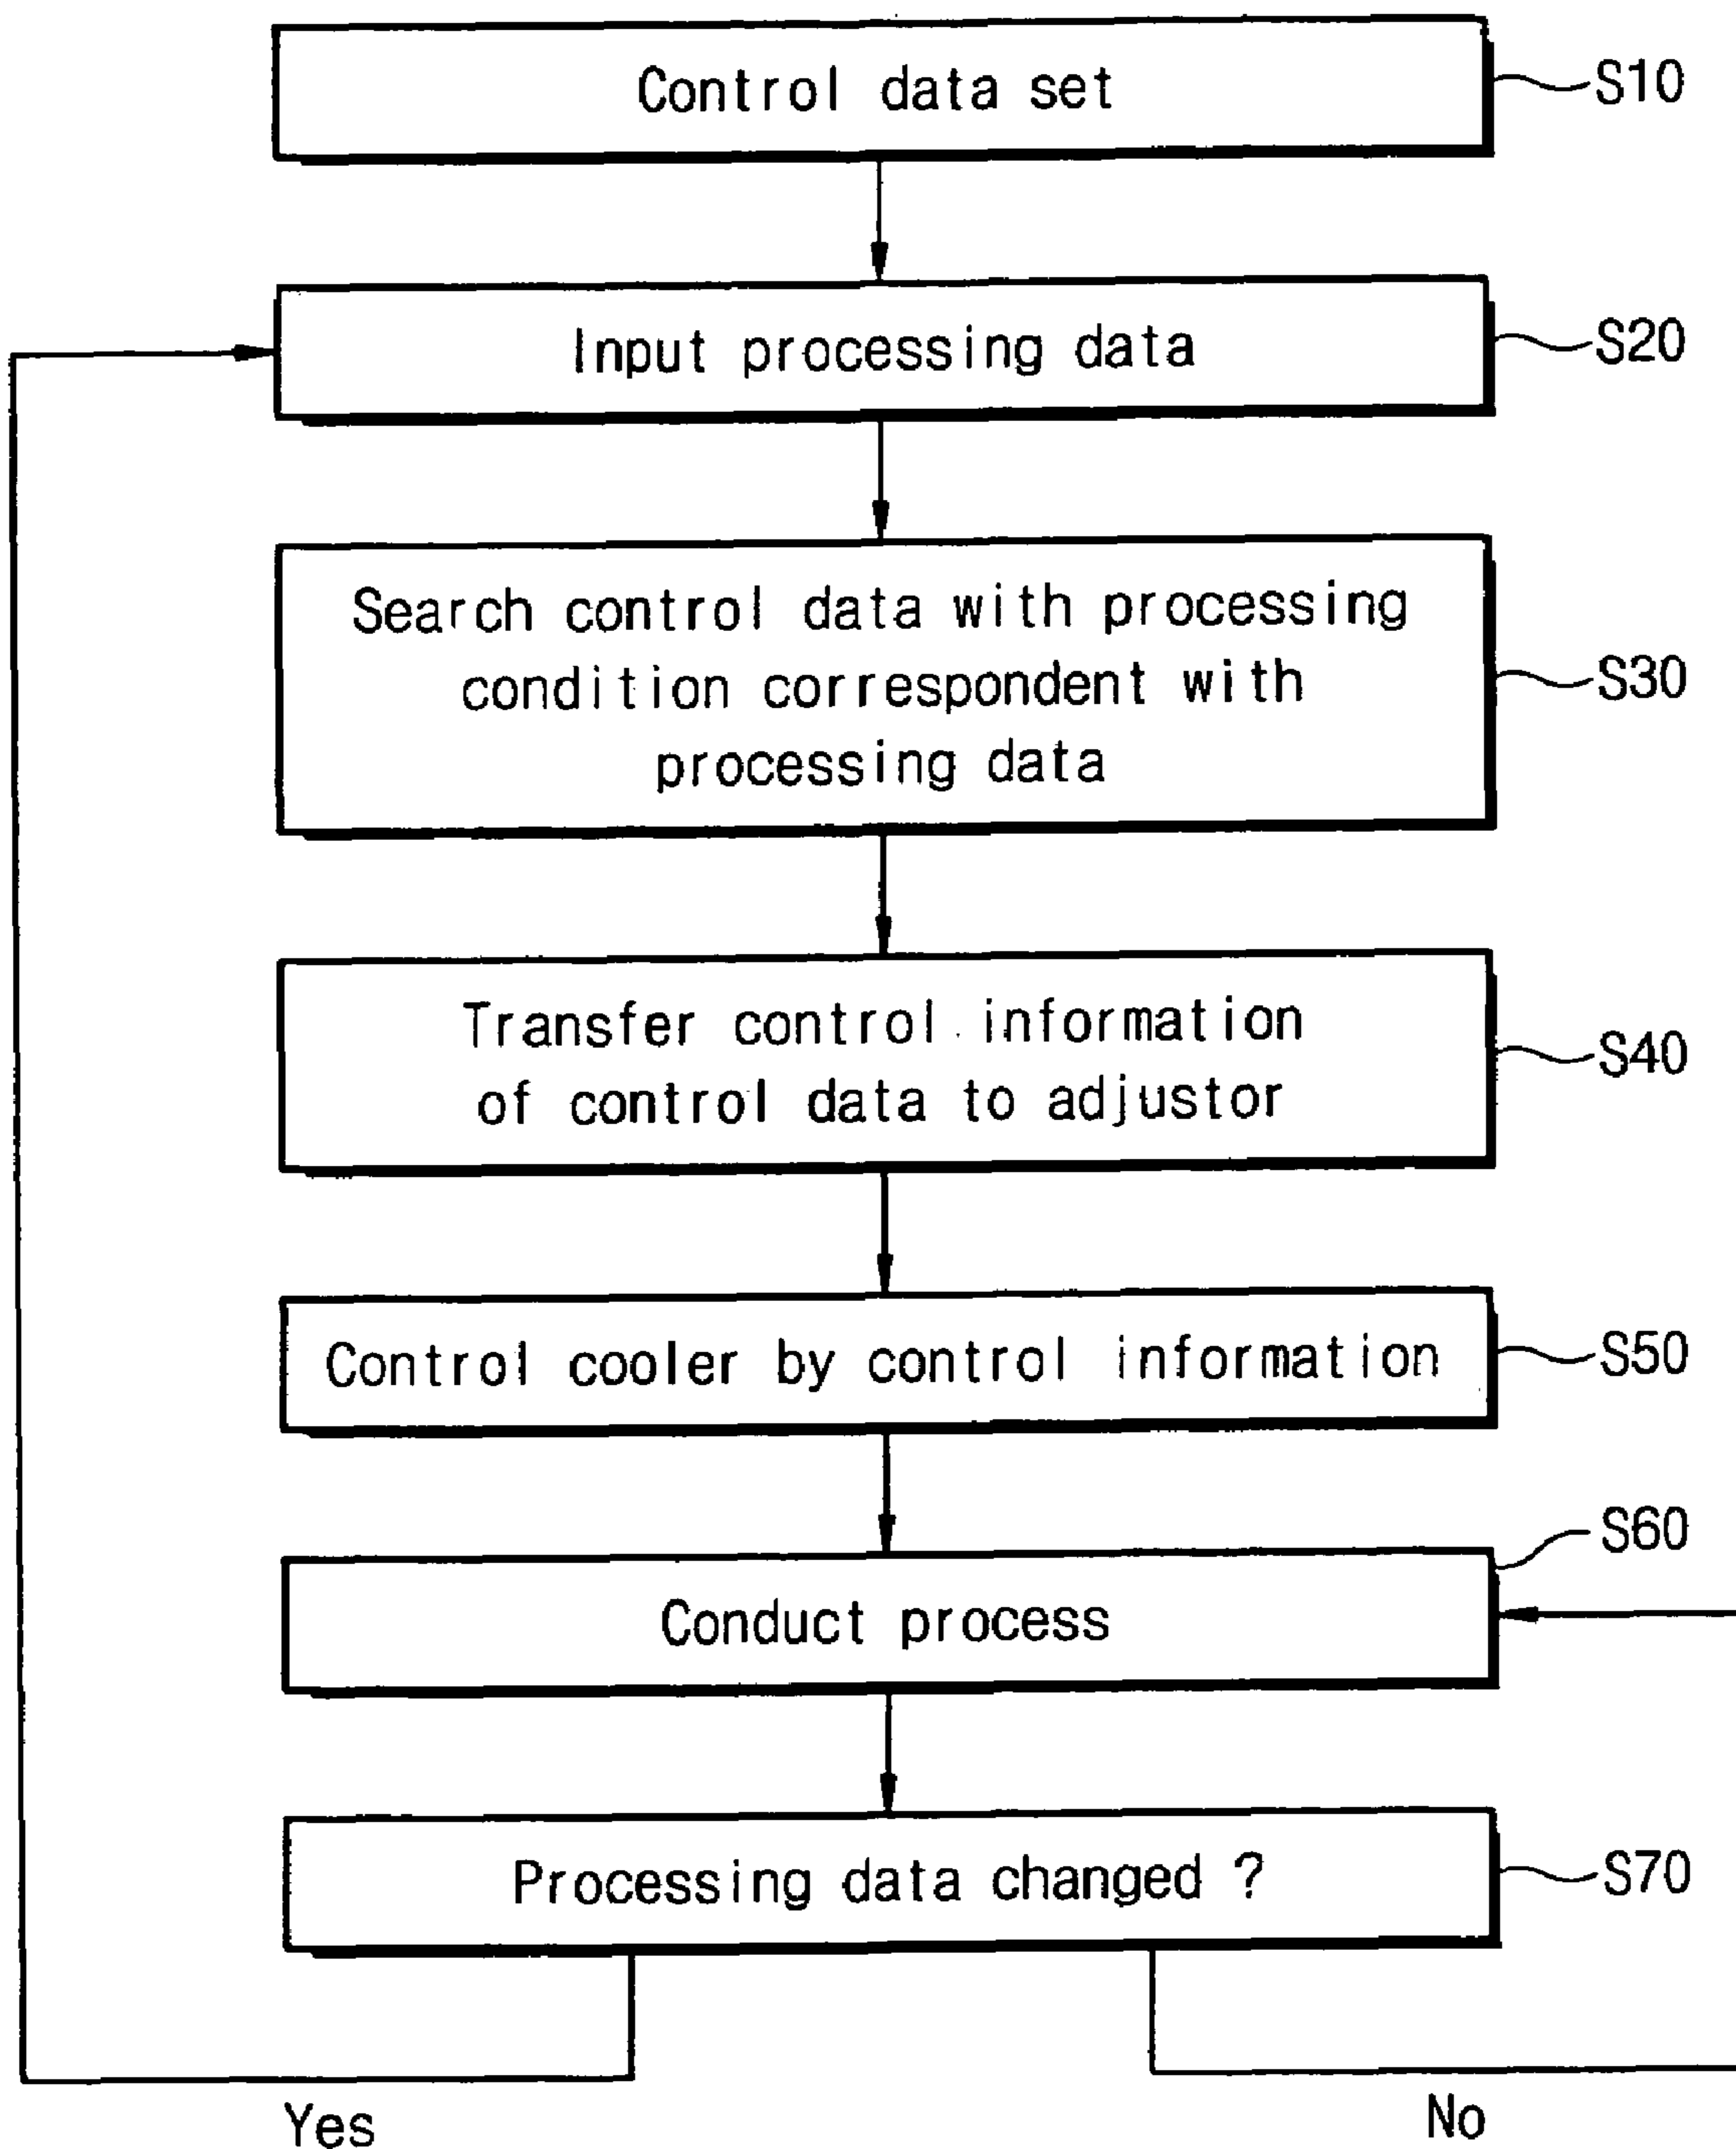 Control data set
S10
Input processing data
S20
Search control data with processing
condition correspondent with
processing data
S30
Transfer control information
of control data to adjustor
S40
Control cooler by control information
S50
S60
Conduct process
Processing data changed ?
S70
Yes
No